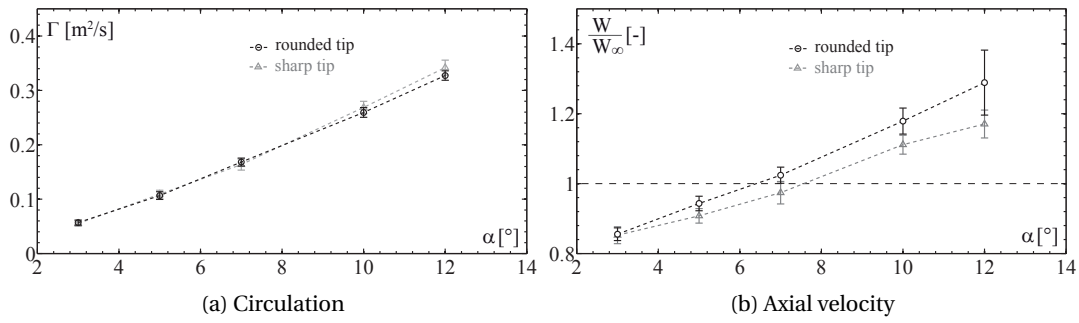 Γ [m²/s]
0.4
0.3
0.2
0.1
0
rounded tip
sharp tip
α [°]
2 4 6 8 10 12 14
(a) Circulation
W
W∞ [-]
1.4
1.2
1
0.8
rounded tip
sharp tip
α [°]
2 4 6 8 10 12 14
(b) Axial velocity